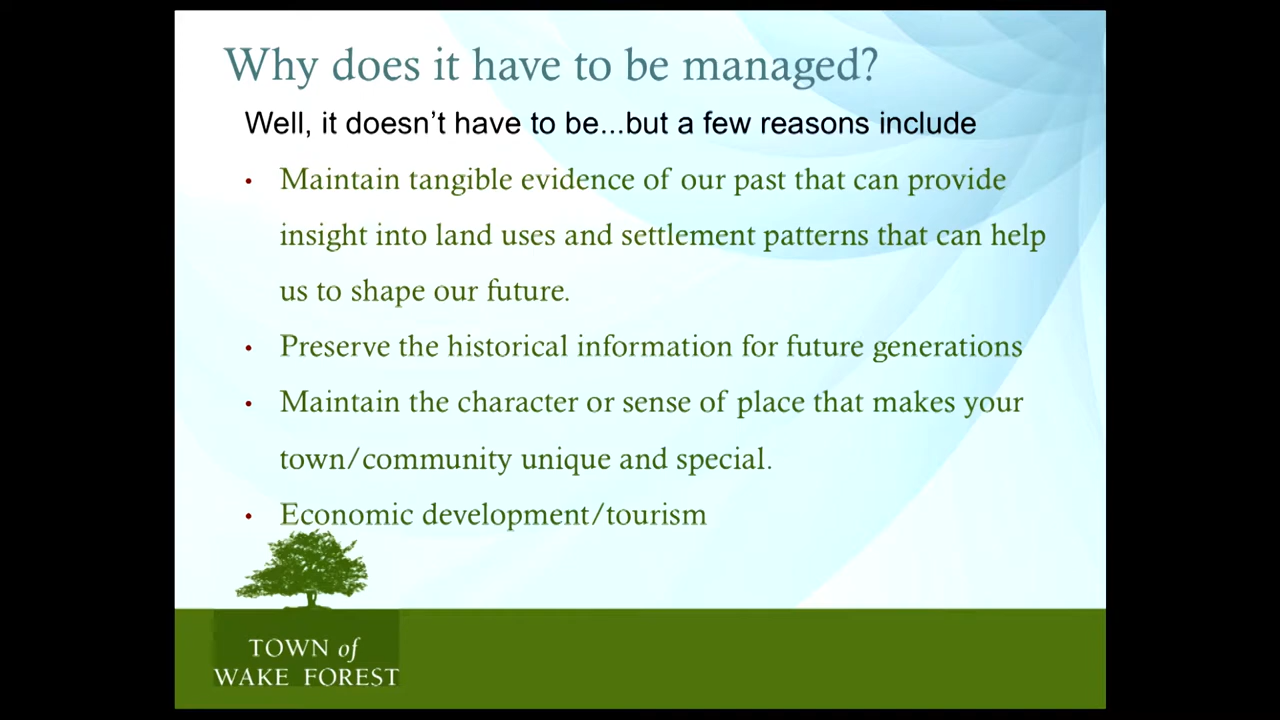 Why does it have to be managed?
Well, it doesn’t have to be...but a few reasons include
• Maintain tangible evidence of our past that can provide
insight into land uses and settlement patterns that can help
us to shape our future.
• Preserve the historical information for future generations
• Maintain the character or sense of place that makes your
town/community unique and special.
• Economic development/tourism
TOWN of
WAKE FOREST